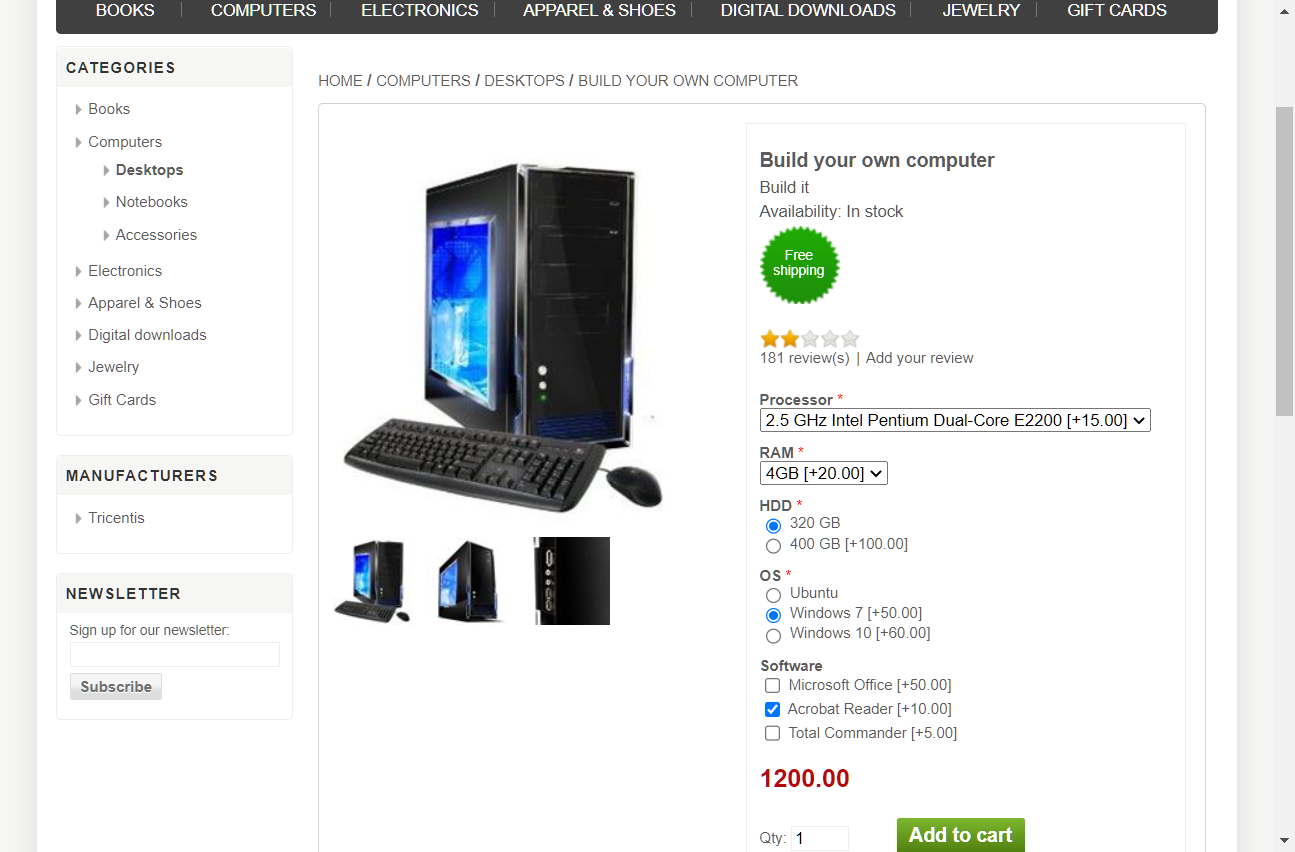 BOOKS COMPUTERS ELECTRONICS APPAREL & SHOES DIGITAL DOWNLOADS JEWELRY GIFT CARDS
CATEGORIES
Books
Computers
Desktops
Notebooks
Accessories
Electronics
Apparel & Shoes
Digital downloads
Jewelry
Gift Cards
MANUFACTURERS
Tricentis
NEWSLETTER
Sign up for our newsletter:
Subscribe
HOME / COMPUTERS / DESKTOPS / BUILD YOUR OWN COMPUTER
Build your own computer
Build it
Availability: In stock
Free
shipping
181 review(s) | Add your review
Processor *
2.5 GHz Intel Pentium Dual-Core E2200 [+15.00]
RAM *
4GB [+20.00]
HDD *
320 GB
400 GB [+100.00]
OS *
Ubuntu
Windows 7 [+50.00]
Windows 10 [+60.00]
Software
Microsoft Office [+50.00]
Acrobat Reader [+10.00]
Total Commander [+5.00]
1200.00
Qty: 1 Add to cart